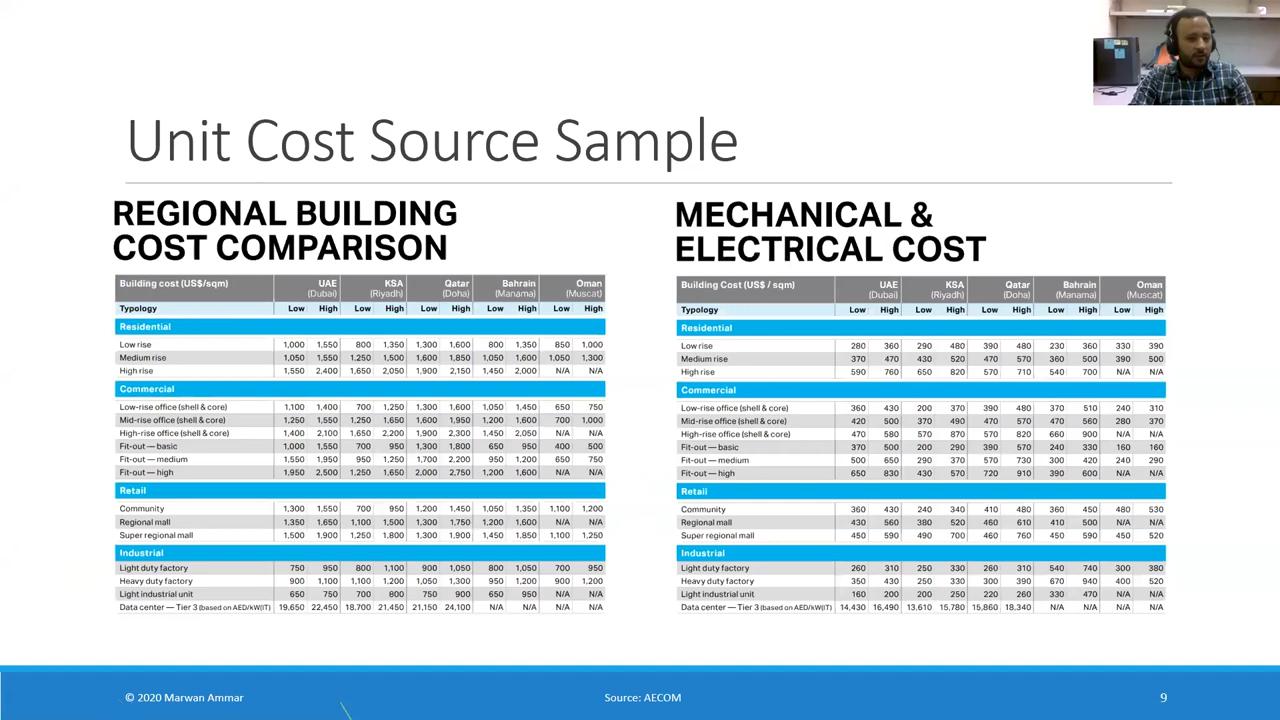 Unit Cost Source Sample
REGIONAL BUILDING
COST COMPARISON
Building cost (US$/sqm) UAE (Dubai) KSA (Riyadh) Qatar (Doha) Bahrain (Manama) Oman (Muscat)
Typology Low High Low High Low High Low High Low High
Residential
Low rise 1,000 1,550 800 1,350 1,300 1,600 800 1,350 850 1,000
Medium rise 1,050 1,550 1,250 1,500 1,600 1,850 1,050 1,600 1,050 1,300
High rise 1,550 2,400 1,650 2,050 1,900 2,150 1,450 2,000 N/A N/A
Commercial
Low-rise office (shell & core) 1,100 1,400 700 1,250 1,300 1,600 1,050 1,450 650 750
Mid-rise office (shell & core) 1,250 1,550 1,250 1,650 1,600 1,950 1,200 1,600 700 1,000
High-rise office (shell & core) 1,400 2,100 1,650 2,200 1,900 2,300 1,450 2,050 N/A N/A
Fit-out — basic 1,000 1,550 700 950 1,300 1,800 650 950 400 500
Fit-out — medium 1,550 1,950 950 1,250 1,700 2,200 950 1,200 650 750
Fit-out — high 1,950 2,500 1,250 1,650 2,000 2,750 1,200 1,600 N/A N/A
Retail
Community 1,300 1,550 700 950 1,200 1,450 1,050 1,350 1,100 1,200
Regional mall 1,350 1,650 1,100 1,500 1,300 1,750 1,200 1,600 N/A N/A
Super regional mall 1,500 1,900 1,250 1,800 1,300 1,900 1,450 1,850 1,100 1,250
Industrial
Light duty factory 750 950 800 1,100 900 1,050 800 1,050 700 950
Heavy duty factory 900 1,100 1,100 1,200 1,050 1,300 950 1,200 900 1,200
Light industrial unit 650 750 700 800 750 900 650 950 N/A N/A
Data center — Tier 3 (based on AED/kW(IT) 19,650 22,450 18,700 21,450 21,150 24,100 N/A N/A N/A N/A
MECHANICAL &
ELECTRICAL COST
Building Cost (US$ / sqm) UAE (Dubai) KSA (Riyadh) Qatar (Doha) Bahrain (Manama) Oman (Muscat)
Typology Low High Low High Low High Low High Low High
Residential
Low rise 280 360 290 480 390 480 230 360 330 390
Medium rise 370 470 430 520 470 570 360 500 390 500
High rise 590 760 650 820 570 710 540 700 N/A N/A
Commercial
Low-rise office (shell & core) 360 430 200 370 390 480 370 510 240 310
Mid-rise office (shell & core) 420 500 370 490 470 570 470 560 280 370
High-rise office (shell & core) 470 580 570 820 570 820 660 900 N/A N/A
Fit-out — basic 370 500 200 290 390 570 240 330 160 160
Fit-out — medium 500 650 290 370 570 730 300 420 240 290
Fit-out — high 650 830 430 570 720 910 390 600 N/A N/A
Retail
Community 360 430 240 340 410 480 360 450 480 530
Regional mall 430 560 380 520 460 610 410 500 N/A N/A
Super regional mall 450 590 490 700 460 760 450 590 450 520
Industrial
Light duty factory 260 310 250 330 260 310 540 740 300 380
Heavy duty factory 350 430 250 330 300 390 670 940 400 520
Light industrial unit 160 200 200 250 220 260 330 470 N/A N/A
Data center — Tier 3 (based on AED/kW(IT) 14,430 16,490 13,610 15,780 15,860 18,340 N/A N/A N/A N/A
© 2020 Marwan Ammar
Source: AECOM
9